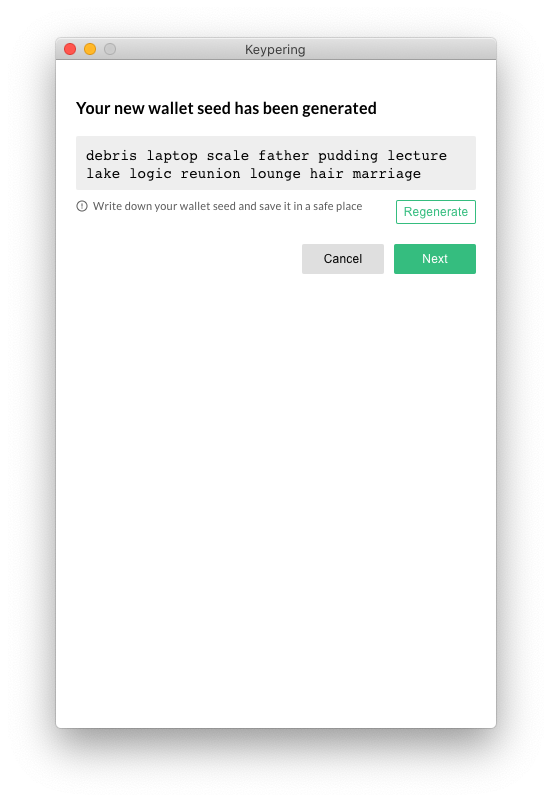 Keypering
Your new wallet seed has been generated
debris laptop scale father pudding lecture
lake logic reunion lounge hair marriage
Write down your wallet seed and save it in a safe place
Regenerate
Cancel
Next